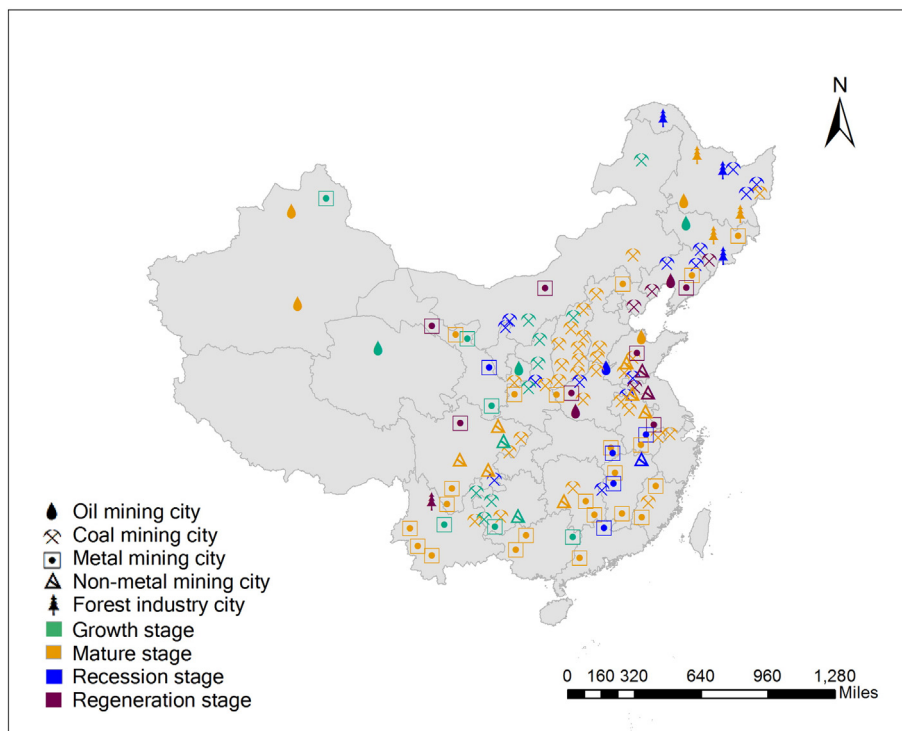 N
Oil mining city
Coal mining city
Metal mining city
Non-metal mining city
Forest industry city
Growth stage
Mature stage
Recession stage
Regeneration stage
0 160 320 640 960 1,280
Miles